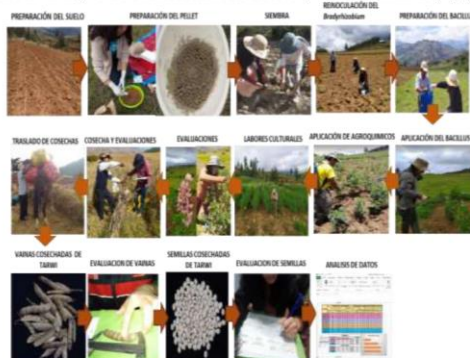 PREPARACIÓN DEL SUELO
PREPARACIÓN DEL PELLET
SIEMBRA
REINOCULACIÓN DEL
Bradyrhizobium
PREPARACIÓN DEL BACILL
TRASLADO DE COSECHAS
COSECHA Y EVALUACIONES
EVALUACIONES
LABORES CULTURALES
APLICACIÓN DE AGROQUIMICOS
APLICACIÓN DEL BACILLUS
VAINAS COSECHADAS DE
TARWI
EVALUACION DE VAINAS
SEMILLAS COSECHADAS
DE TARWI
EVALUACION DE SEMILLAS
ANALISIS DE DATOS